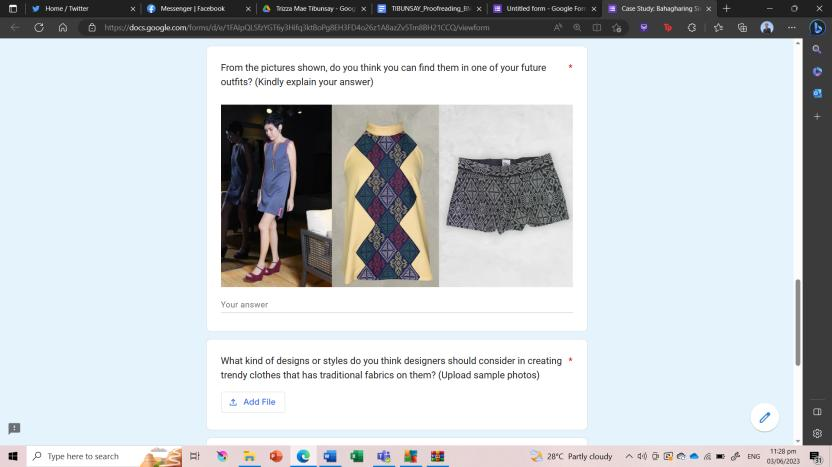 Home / Twitter
Messenger | Facebook
Trizza Mae Tibunsay - Goog
TIBUNSAY_Proofreading_BM
Untitled form - Google Form
Case Study: Bahagharing Si
https://docs.google.com/forms/d/e/1FAIpQLSfzYGT6y3Hifq3ktBoPg8EH3FD4o26z1A8azZv5Tm8BH21CCQ/viewform
From the pictures shown, do you think you can find them in one of your future *
outfits? (Kindly explain your answer)
Your answer
What kind of designs or styles do you think designers should consider in creating *
trendy clothes that has traditional fabrics on them? (Upload sample photos)
Add File
Type here to search
28°C Partly cloudy
ENG
11:28 pm
03/06/2023